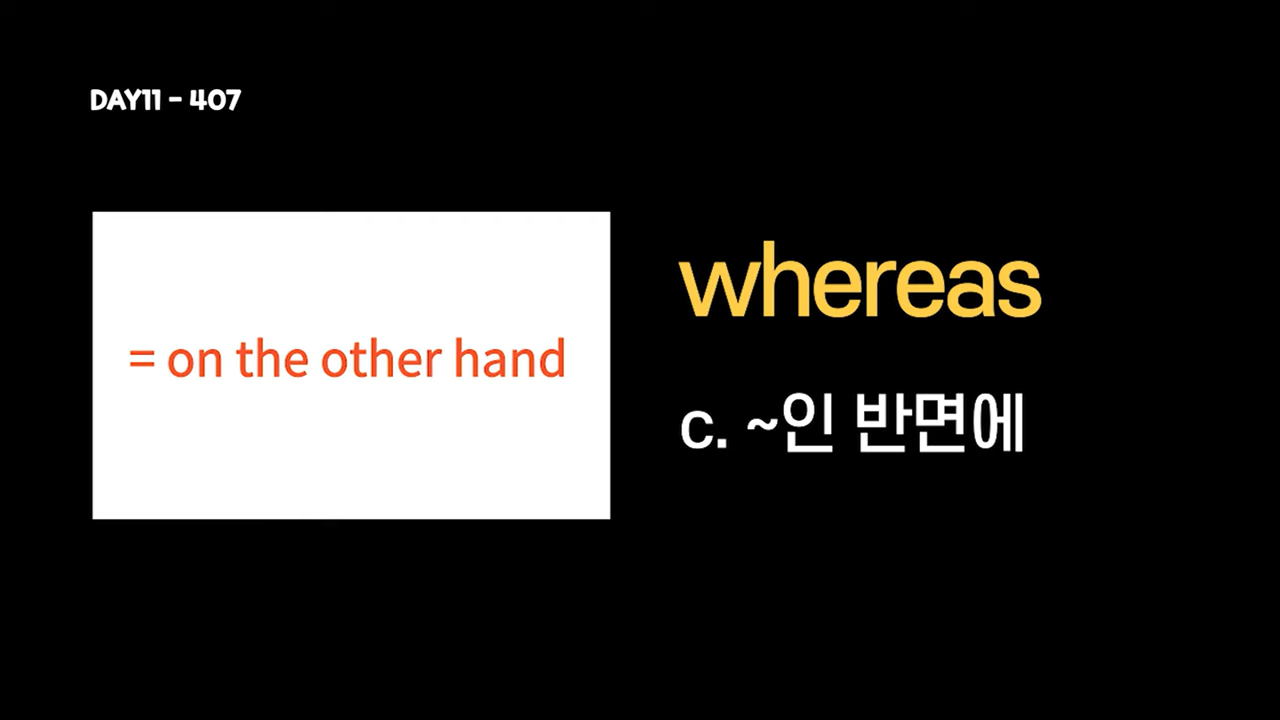 DAY11 - 407
= on the other hand
whereas
c. ~인 반면에